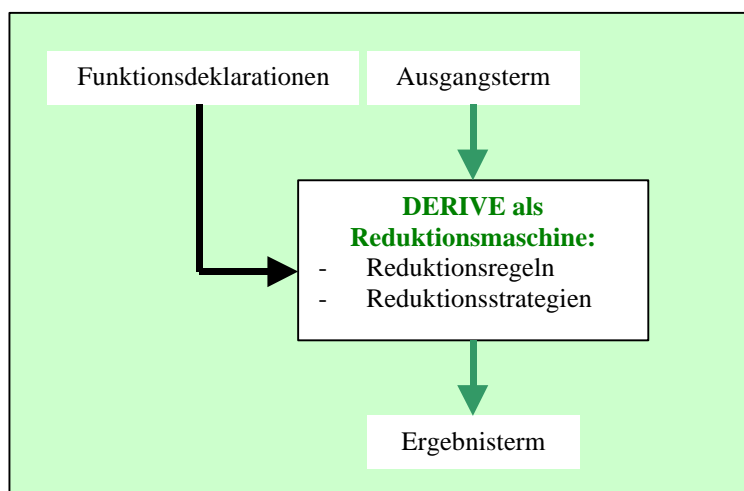 Funktionsdeklarationen
Ausgangsterm
DERIVE als
Reduktionsmaschine:
- Reduktionsregeln
- Reduktionsstrategien
Ergebnisterm